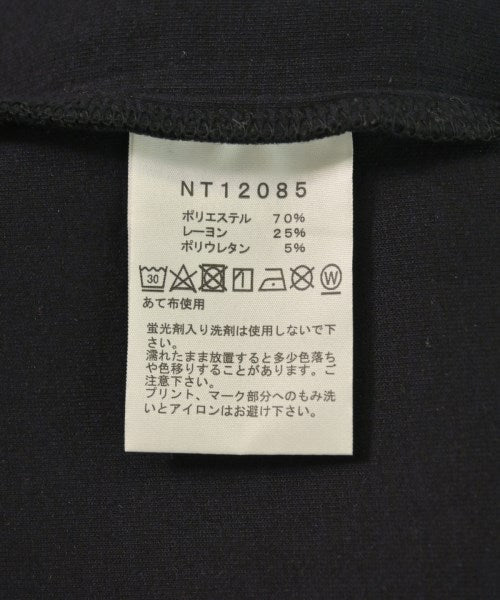 NT12085
ポリエステル 70%
レーヨン 25%
ポリウレタン 5%
30 W
あて布使用
蛍光剤入り洗剤は使用しないで下
さい。
濡れたまま放置すると多少色落ち
や色移りすることがあります。ご
注意下さい。
プリント、マーク部分へのもみ洗
いとアイロンはお避け下さい。